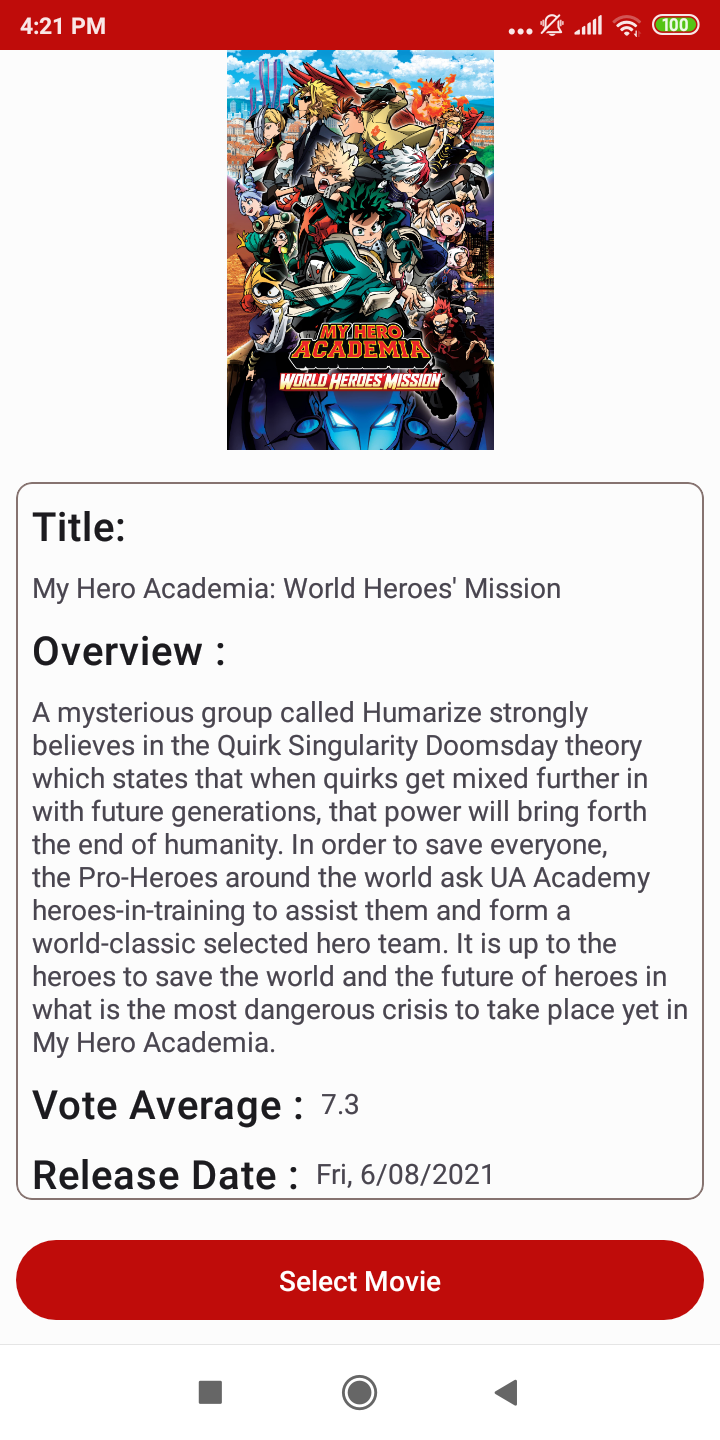 4:21 PM
100
MY HERO
ACADEMIA
WORLD HEROES' MISSION
Title:
My Hero Academia: World Heroes' Mission
Overview :
A mysterious group called Humarize strongly
believes in the Quirk Singularity Doomsday theory
which states that when quirks get mixed further in
with future generations, that power will bring forth
the end of humanity. In order to save everyone,
the Pro-Heroes around the world ask UA Academy
heroes-in-training to assist them and form a
world-classic selected hero team. It is up to the
heroes to save the world and the future of heroes in
what is the most dangerous crisis to take place yet in
My Hero Academia.
Vote Average : 7.3
Release Date : Fri, 6/08/2021
Select Movie